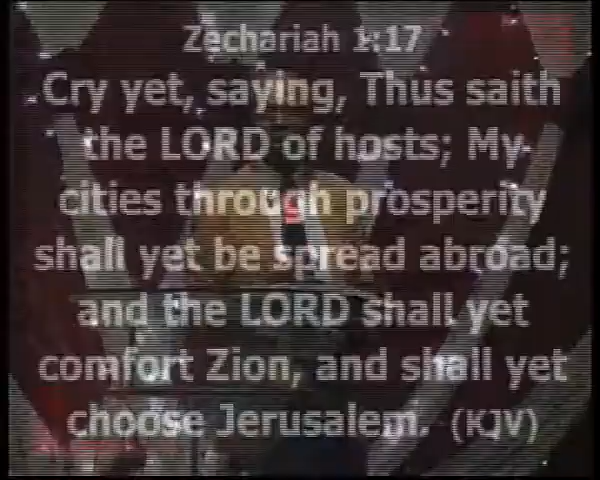 Zechariah 1:17
Cry yet, saying, Thus saith
the LORD of hosts; My
cities through prosperity
shall yet be spread abroad;
and the LORD shall yet
comfort Zion, and shall yet
choose Jerusalem. (KJV)